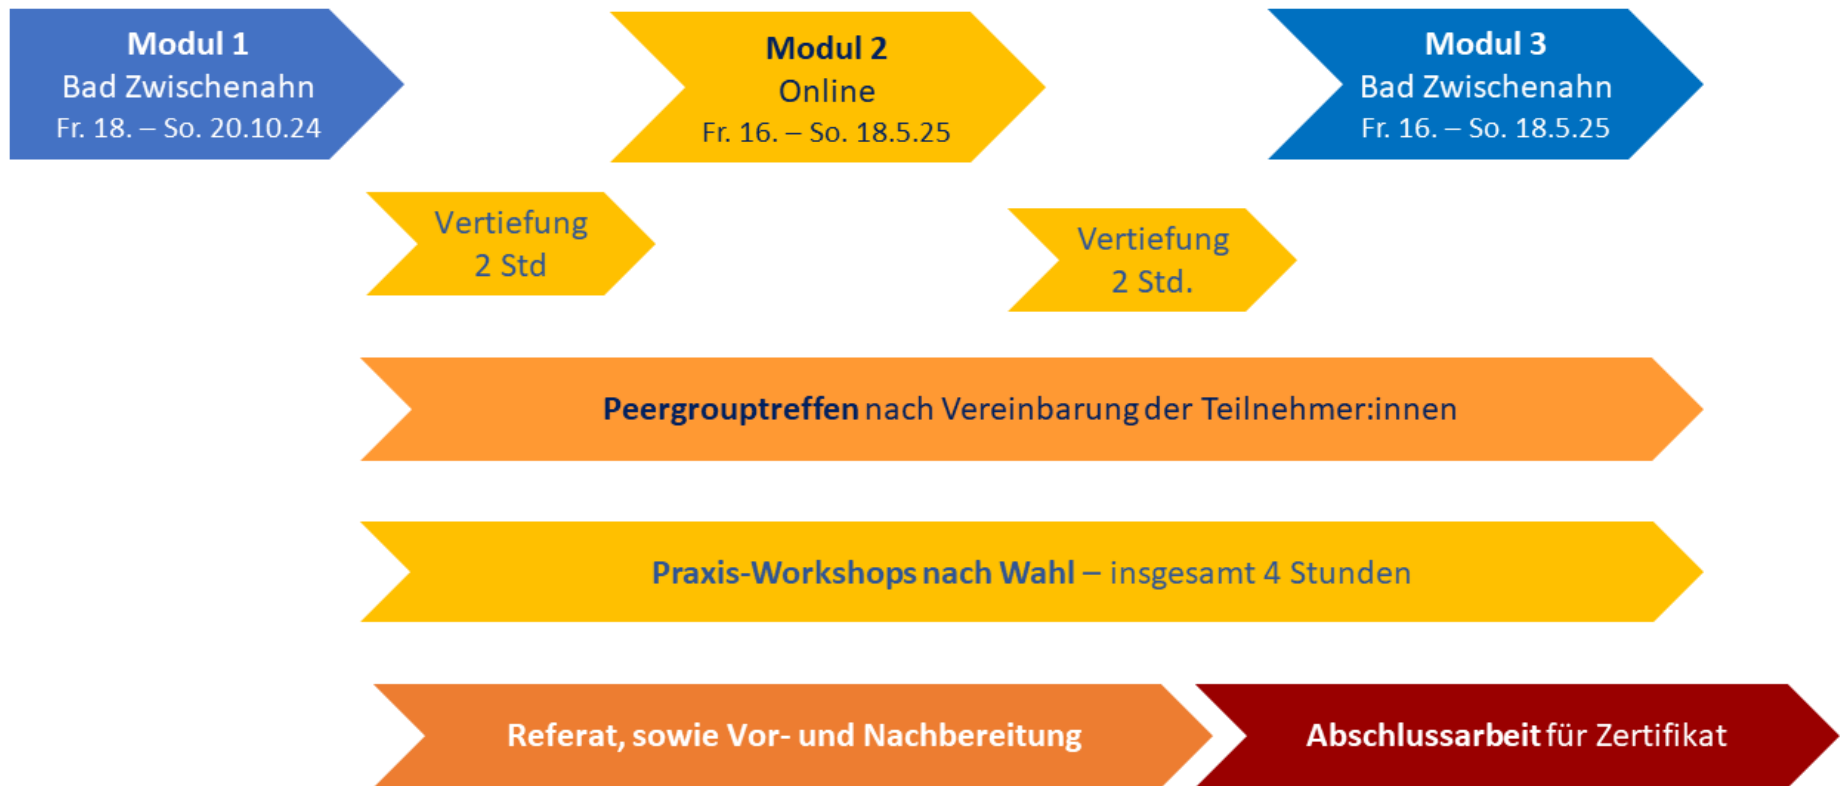 Modul 1
Bad Zwischenahn
Fr. 18. – So. 20.10.24
Modul 2
Online
Fr. 16. – So. 18.5.25
Modul 3
Bad Zwischenahn
Fr. 16. – So. 18.5.25
Vertiefung
2 Std
Vertiefung
2 Std.
Peergrouptreffen nach Vereinbarung der Teilnehmer:innen
Praxis-Workshops nach Wahl – insgesamt 4 Stunden
Referat, sowie Vor- und Nachbereitung
Abschlussarbeit für Zertifikat